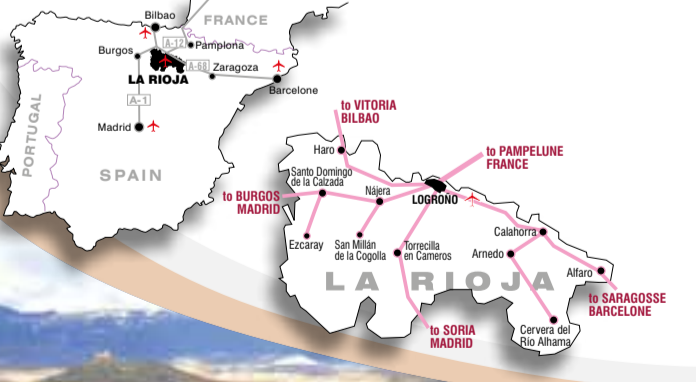 Bilbao
FRANCE
A-12
Pamplona
Burgos
A-68
Zaragoza
LA RIOJA
Barcelone
A-1
Madrid
PORTUGAL
SPAIN
to VITORIA
BILBAO
Haro
to PAMPELUNE
FRANCE
Santo Domingo
de la Calzada
Nájera
to BURGOS
MADRID
LOGROÑO
Calahorra
Ezcaray
San Millán
de la Cogolla
Torrecilla
en Cameros
Arnedo
Alfaro
LA RIOJA
to SARAGOSSE
BARCELONE
to SORIA
MADRID
Cervera del
Río Alhama